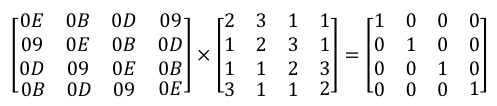 [0E 0B 0D 09] [2 3 1 1] [1 0 0 0]
[09 0E 0B 0D] × [1 2 3 1] = [0 1 0 0]
[0D 09 0E 0B] [1 1 2 3] [0 0 1 0]
[0B 0D 09 0E] [3 1 1 2] [0 0 0 1]